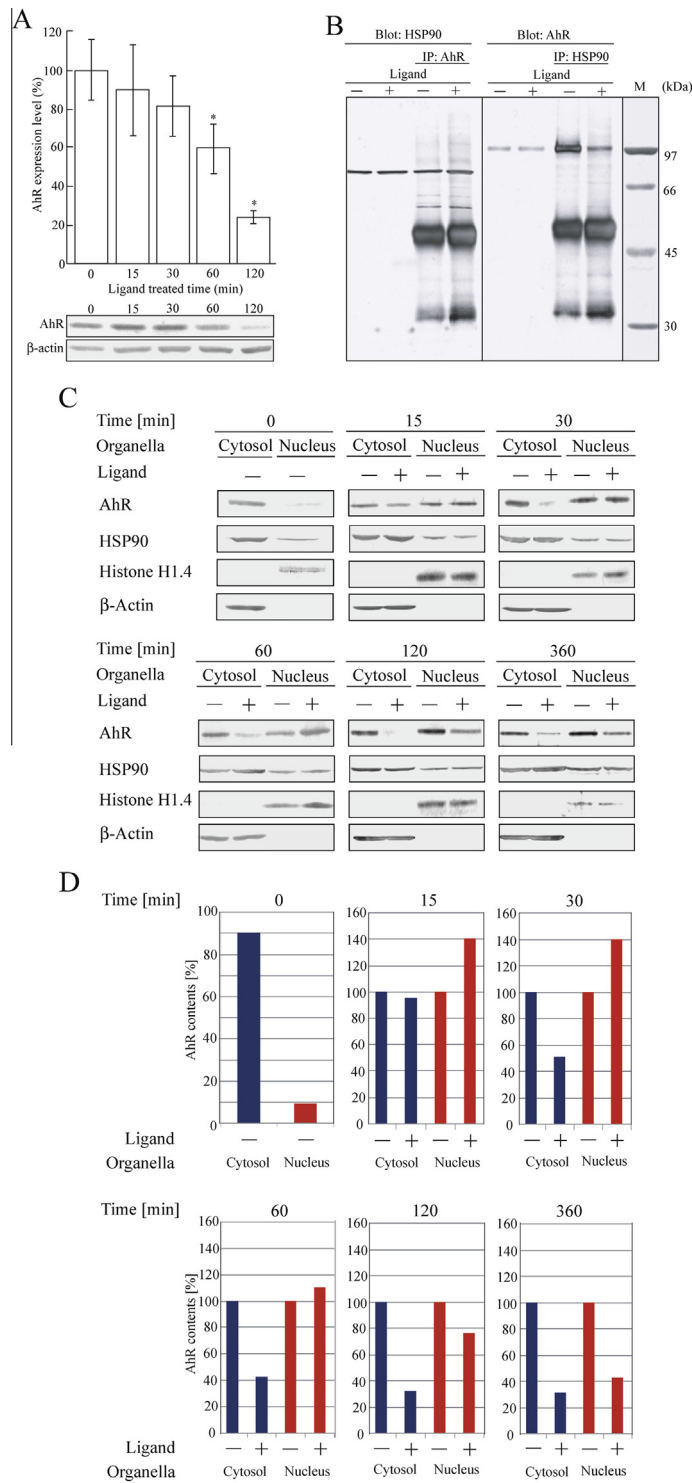 A
120
100
80
60
40
20
0
AhR expression level (%)
*
*
0 15 30 60 120
Ligand treated time (min)
0 15 30 60 120
AhR
β-actin
B
Blot: HSP90 Blot: AhR
IP: AhR IP: HSP90
Ligand Ligand M (kDa)
— + — + — + — +
97
66
45
30
C
Time [min] 0 15 30
Organella Cytosol Nucleus Cytosol Nucleus Cytosol Nucleus
Ligand — — — + — + — + — +
AhR
HSP90
Histone H1.4
β-Actin
Time [min] 60 120 360
Organella Cytosol Nucleus Cytosol Nucleus Cytosol Nucleus
Ligand — + — + — + — + — + — +
AhR
HSP90
Histone H1.4
β-Actin
D
Time [min] 0 15 30
AhR contents [%]
100
80
60
40
20
0
160
140
120
100
80
60
40
20
0
160
140
120
100
80
60
40
20
0
Ligand — — — + — + — + — +
Organella Cytosol Nucleus Cytosol Nucleus Cytosol Nucleus
Time [min] 60 120 360
AhR contents [%]
160
140
120
100
80
60
40
20
0
160
140
120
100
80
60
40
20
0
160
140
120
100
80
60
40
20
0
Ligand — + — + — + — + — + — +
Organella Cytosol Nucleus Cytosol Nucleus Cytosol Nucleus